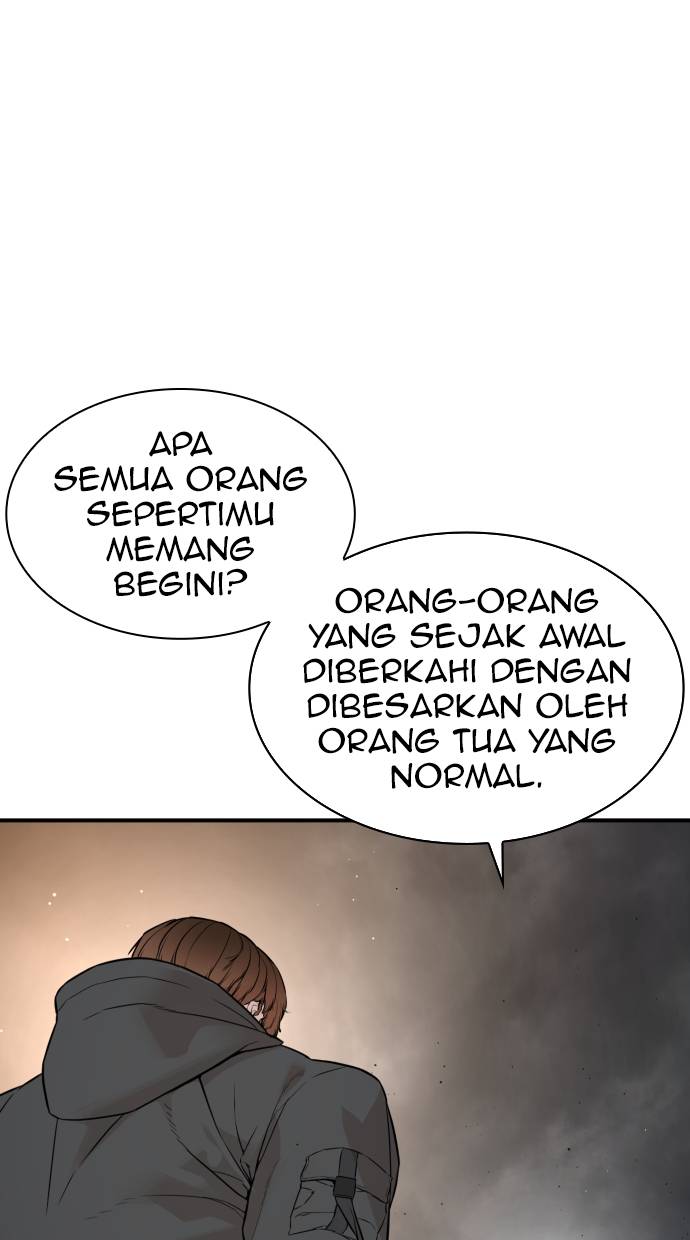 APA
SEMUA ORANG
SEPERTIMU
MEMANG
BEGINI?
ORANG-ORANG
YANG SEJAK AWAL
DIBERKAHI DENGAN
DIBESARKAN OLEH
ORANG TUA YANG
NORMAL.